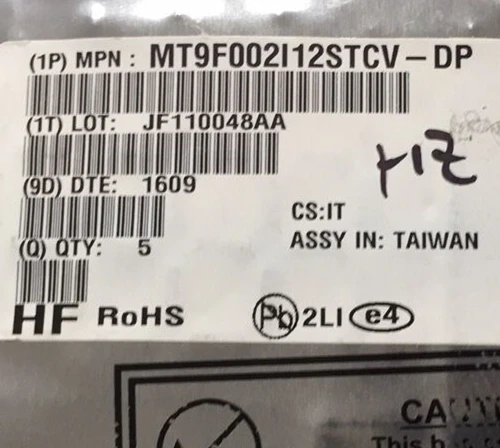 (1P) MPN : MT9F002I12STCV-DP
(1T) LOT: JF110048AA
(9D) DTE: 1609
CS:IT
(Q) QTY: 5
ASSY IN: TAIWAN
HF RoHS
Pb 2LI e4
This